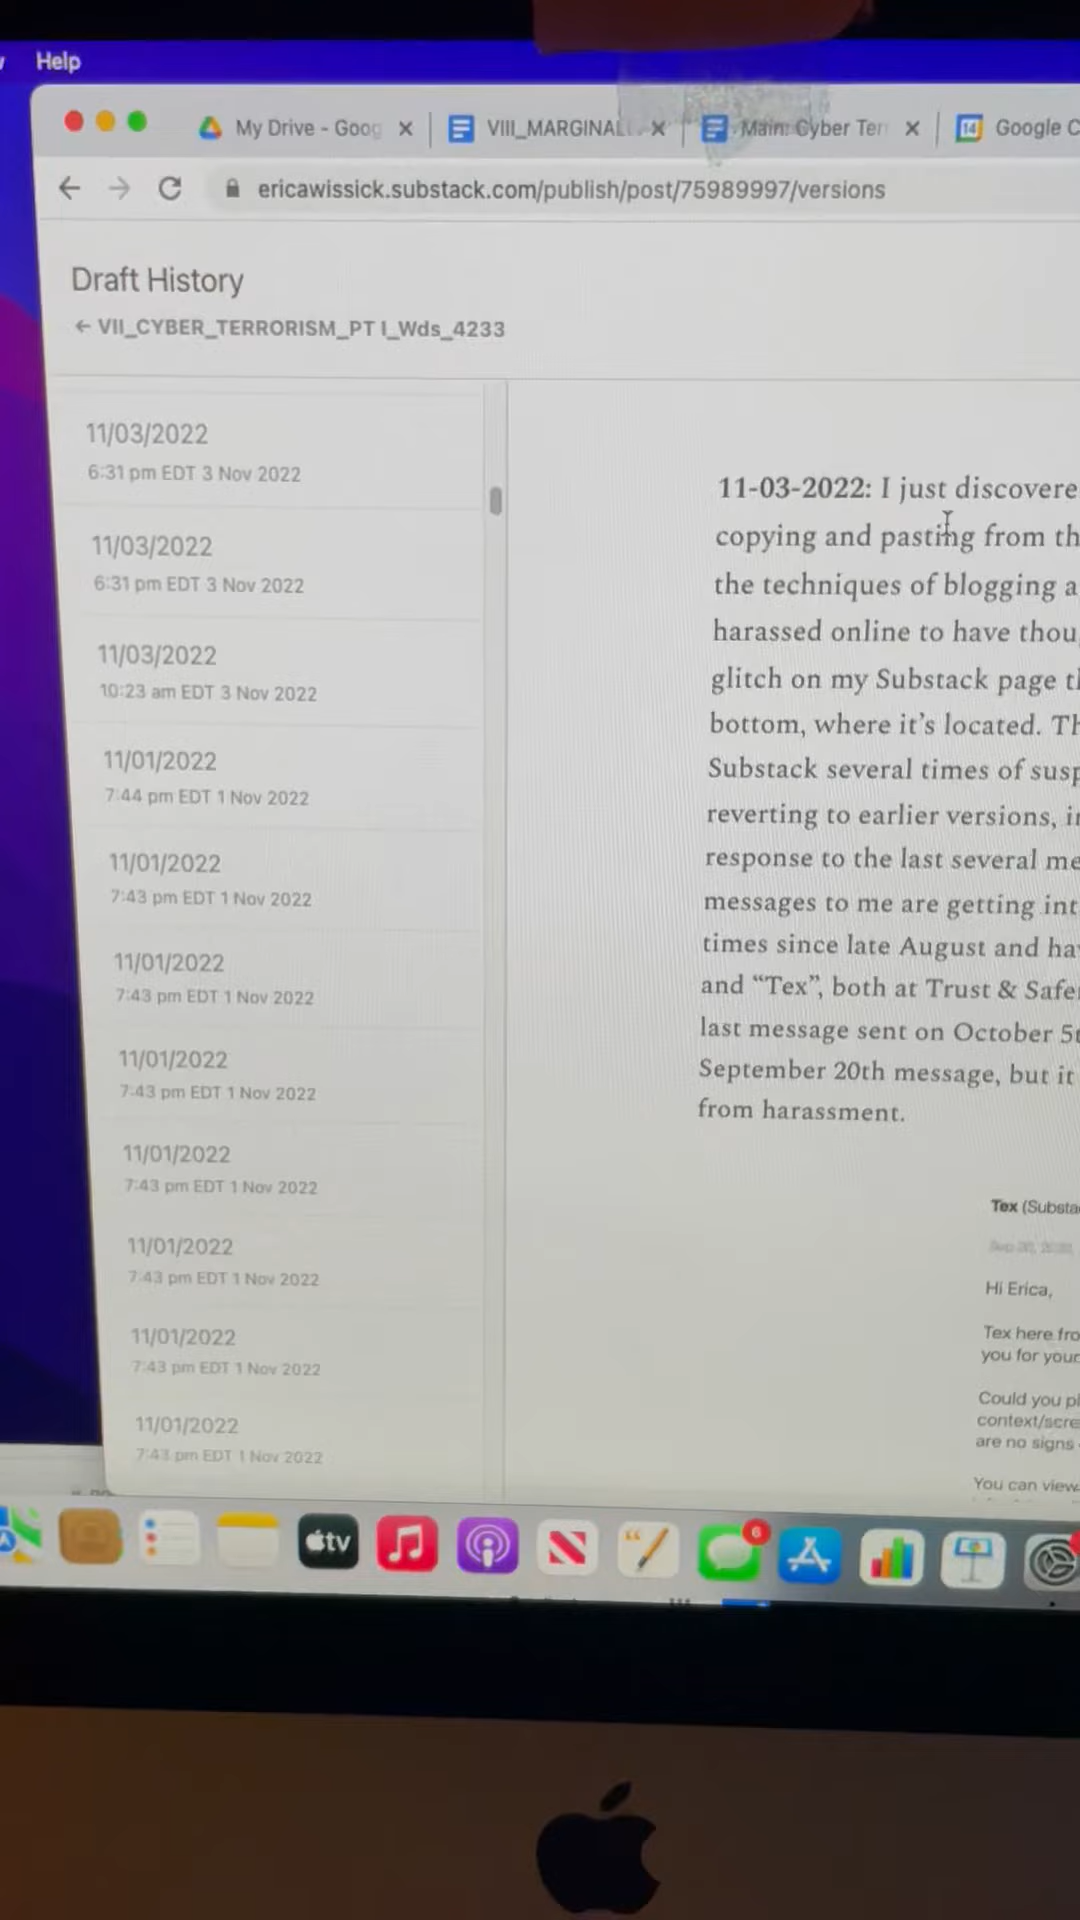 Help
My Drive - Goog
VIII_MARGINAL
Main: Cyber Ter
14
Google C
ericawissick.substack.com/publish/post/75989997/versions
Draft History
← VII_CYBER_TERRORISM_PT I_Wds_4233
11/03/2022
6:31 pm EDT 3 Nov 2022
11/03/2022
6:31 pm EDT 3 Nov 2022
11/03/2022
10:23 am EDT 3 Nov 2022
11/01/2022
7:44 pm EDT 1 Nov 2022
11/01/2022
7:43 pm EDT 1 Nov 2022
11/01/2022
7:43 pm EDT 1 Nov 2022
11/01/2022
7:43 pm EDT 1 Nov 2022
11/01/2022
7:43 pm EDT 1 Nov 2022
11/01/2022
7:43 pm EDT 1 Nov 2022
11/01/2022
7:43 pm EDT 1 Nov 2022
11/01/2022
7:43 pm EDT 1 Nov 2022
11-03-2022: I just discovere
copying and pasting from th
the techniques of blogging a
harassed online to have thou
glitch on my Substack page th
bottom, where it's located. Th
Substack several times of susp
reverting to earlier versions, in
response to the last several me
messages to me are getting int
times since late August and ha
and “Tex”, both at Trust & Safe
last message sent on October 5t
September 20th message, but it
from harassment.
Tex (Substa
Hi Erica,
Tex here fro
you for your
Could you pl
context/scre
are no signs
You can view
tv
6